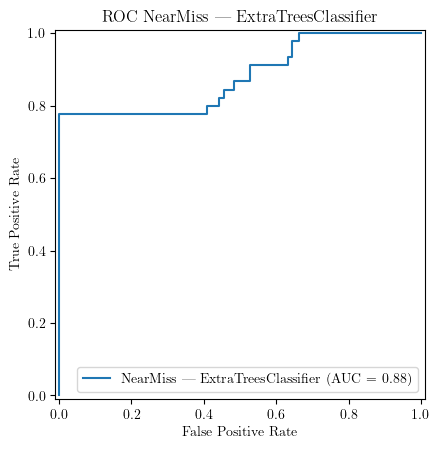 ROC NearMiss — ExtraTreesClassifier
1.0
0.8
0.6
0.4
0.2
0.0
True Positive Rate
NearMiss — ExtraTreesClassifier (AUC = 0.88)
0.0 0.2 0.4 0.6 0.8 1.0
False Positive Rate